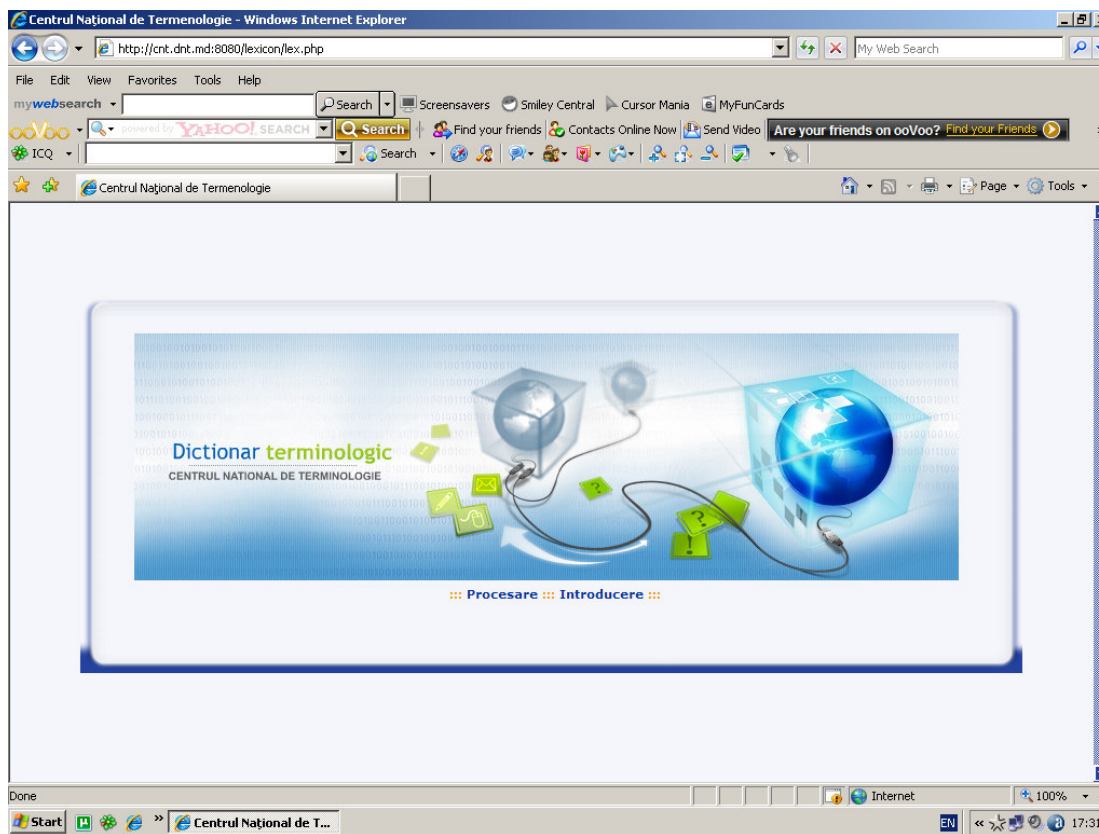 Centrul Național de Termenologie - Windows Internet Explorer
http://cnt.dnt.md:8080/lexicon/lex.php
My Web Search
File Edit View Favorites Tools Help
mywebsearch Search Screensavers Smiley Central Cursor Mania MyFunCards
ooVoo powered by YAHOO! SEARCH Search Find your friends Contacts Online Now Send Video Are your friends on ooVoo? Find your Friends
ICQ Search
Centrul Național de Termenologie Page Tools
Dictionar terminologic
CENTRUL NATIONAL DE TERMINOLOGIE
::: Procesare ::: Introducere :::
Done Internet 100%
Start Centrul Național de T... EN 17:31